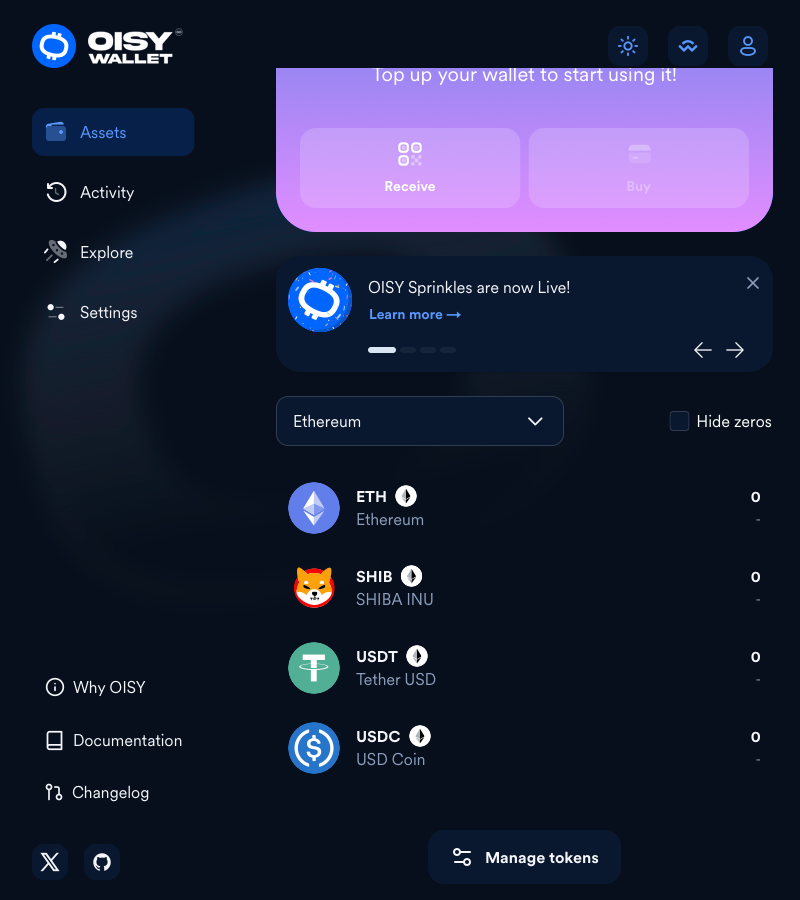 OISY
WALLET
Top up your wallet to start using it!
Assets
Activity
Explore
Settings
Receive
Buy
OISY Sprinkles are now Live!
Learn more →
Ethereum
Hide zeros
ETH
0
Ethereum
-
SHIB
0
SHIBA INU
-
USDT
0
Tether USD
-
USDC
0
USD Coin
-
Why OISY
Documentation
Changelog
Manage tokens